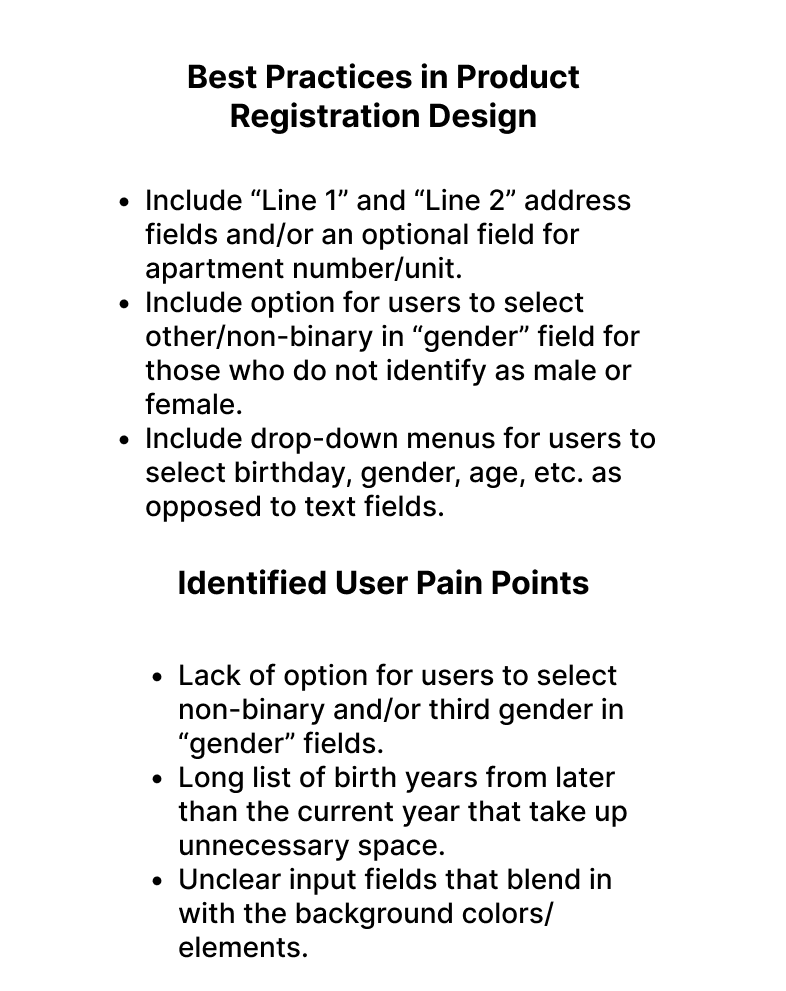 Best Practices in Product
Registration Design
• Include “Line 1” and “Line 2” address
fields and/or an optional field for
apartment number/unit.
• Include option for users to select
other/non-binary in “gender” field for
those who do not identify as male or
female.
• Include drop-down menus for users to
select birthday, gender, age, etc. as
opposed to text fields.
Identified User Pain Points
• Lack of option for users to select
non-binary and/or third gender in
“gender” fields.
• Long list of birth years from later
than the current year that take up
unnecessary space.
• Unclear input fields that blend in
with the background colors/
elements.